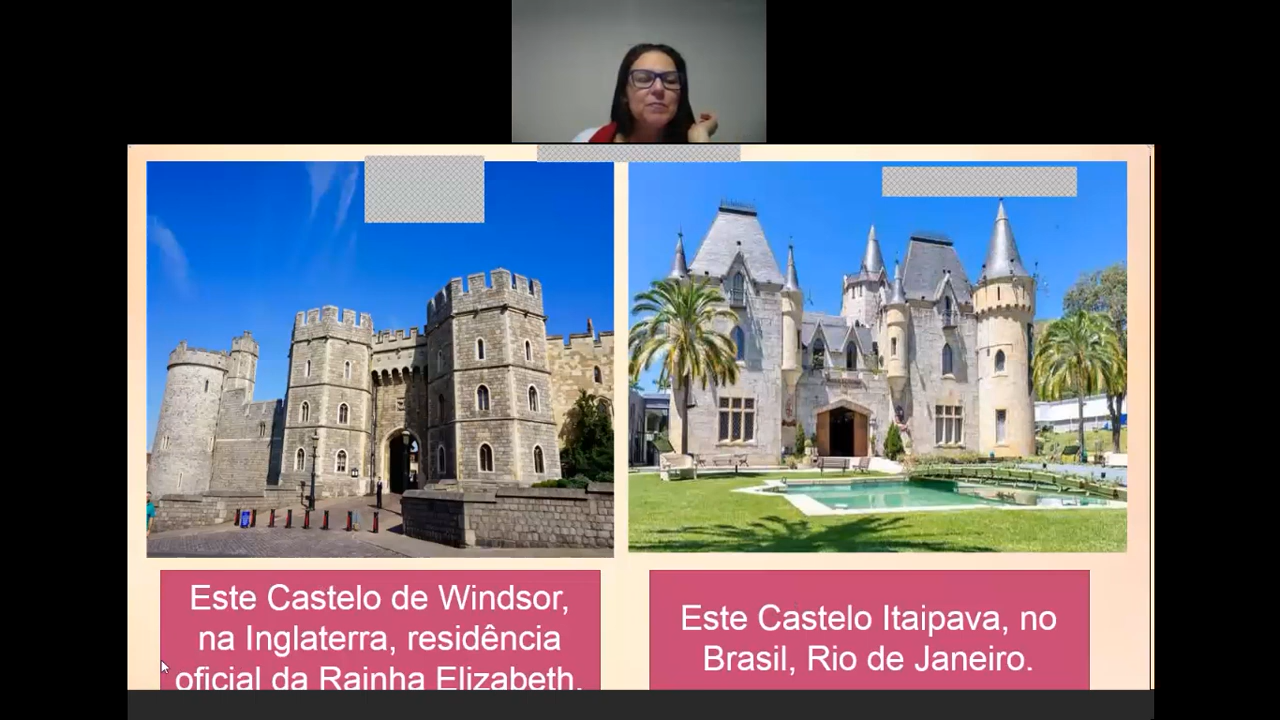 Este Castelo de Windsor,
na Inglaterra, residência
oficial da Rainha Elizabeth.
Este Castelo Itaipava, no
Brasil, Rio de Janeiro.